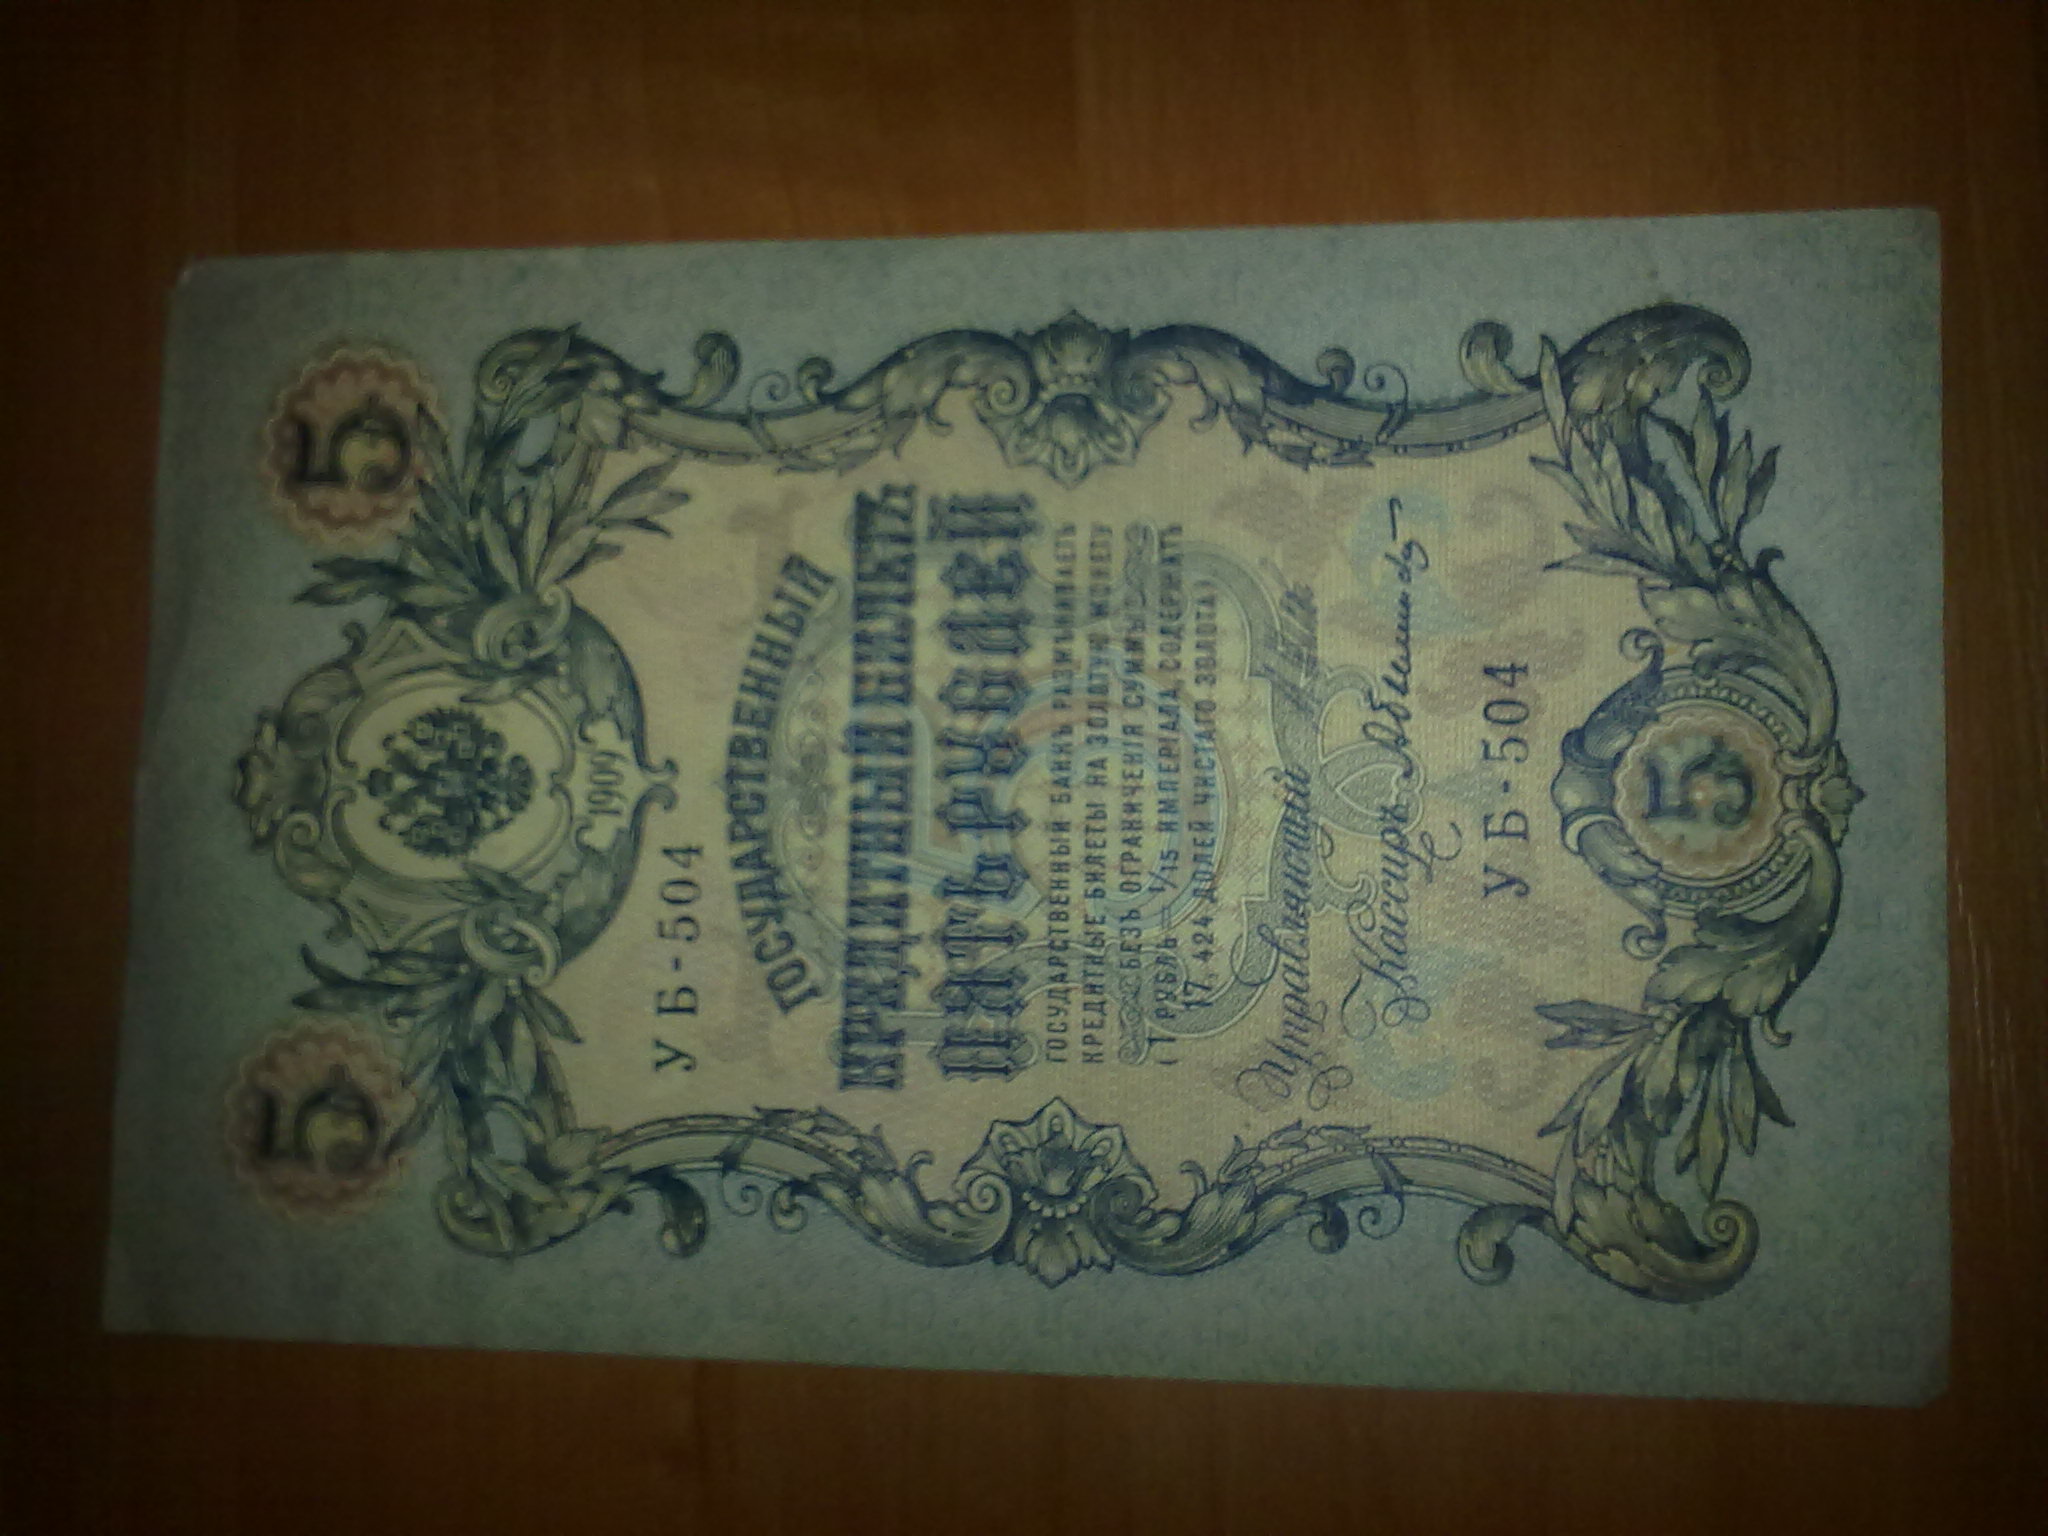 5 5
1909
УБ-504
ГОСУДАРСТВЕННЫЙ
КРЕДИТНЫЙ БИЛЕТЪ
ПЯТЬ РУБЛЕЙ
ГОСУДАРСТВЕННЫЙ БАНКЪ РАЗМѢНИВАЕТЪ
КРЕДИТНЫЕ БИЛЕТЫ НА ЗОЛОТУЮ МОНЕТУ
БЕЗЪ ОГРАНИЧЕНІЯ СУММЫ
(1 РУБЛЬ = 1/15 ИМПЕРІАЛА, СОДЕРЖИТЪ
17,424 ДОЛЕЙ ЧИСТАГО ЗОЛОТА)
Управляющій
Кассиръ
УБ-504
5